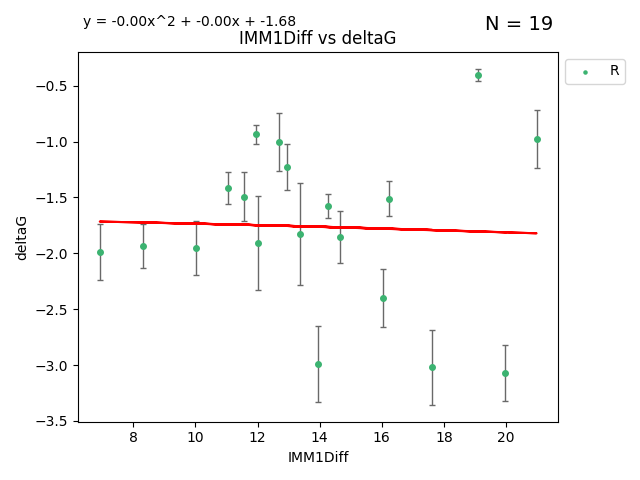 y = -0.00x^2 + -0.00x + -1.68
N = 19
IMM1Diff vs deltaG
R
deltaG
−0.5
−1.0
−1.5
−2.0
−2.5
−3.0
−3.5
8 10 12 14 16 18 20
IMM1Diff